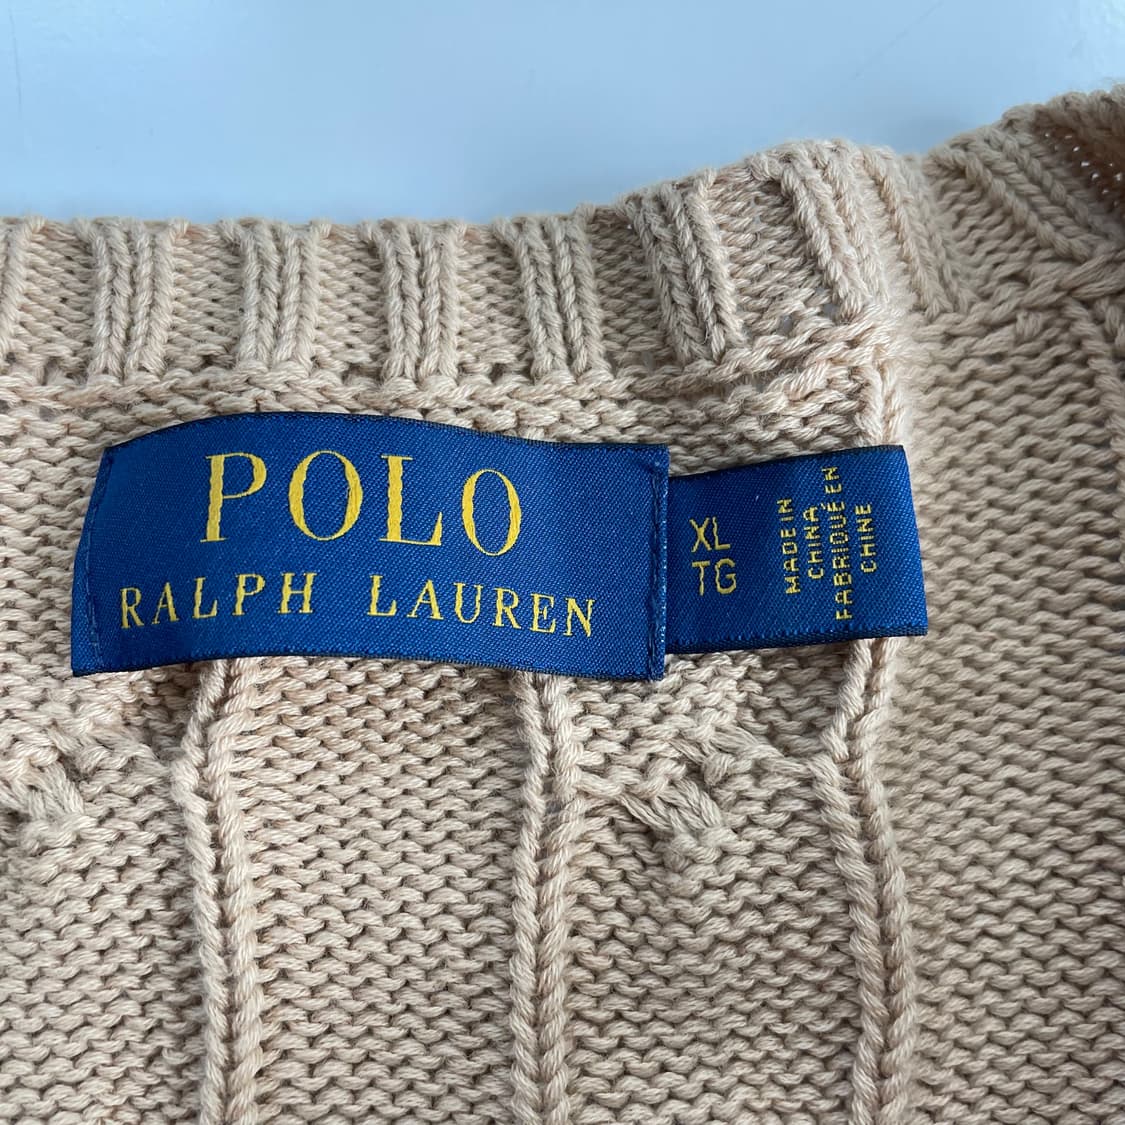 POLO
RALPH LAUREN
XL
TG
MADE IN
CHINA
FABRIQUÉ EN
CHINE